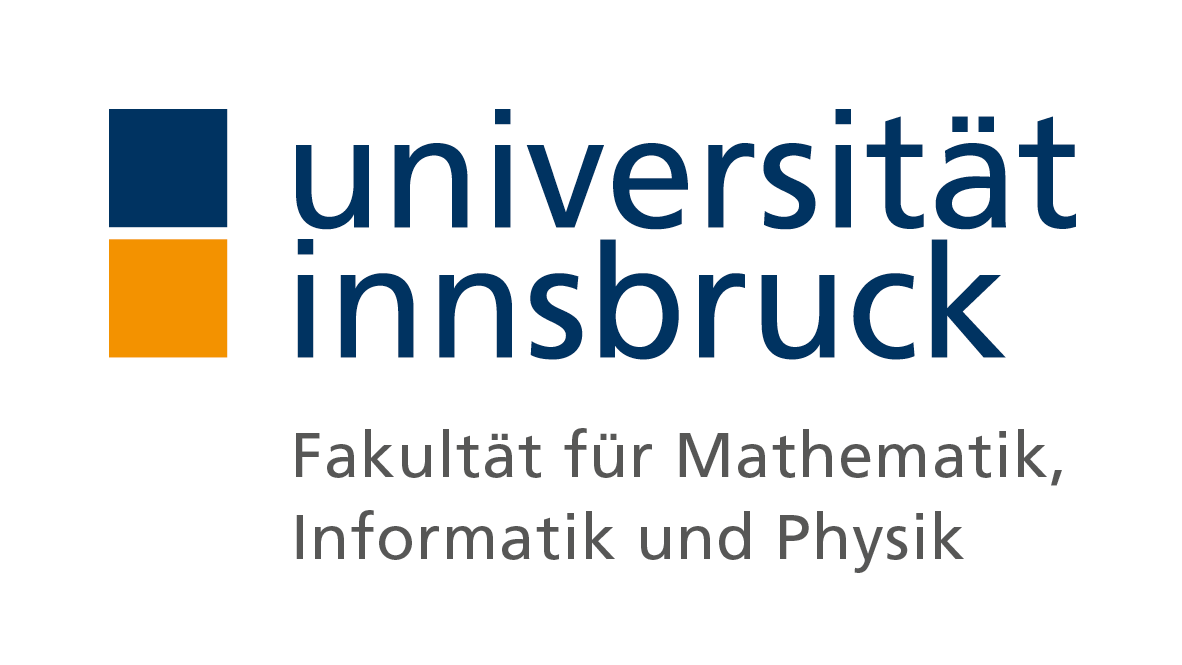 universität
innsbruck
Fakultät für Mathematik,
Informatik und Physik